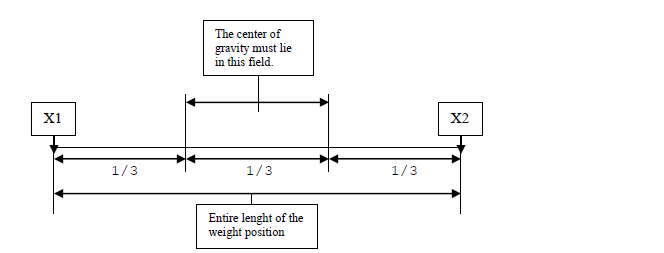 The center of
gravity must lie
in this field.
X1
X2
1/3
1/3
1/3
Entire lenght of the
weight position